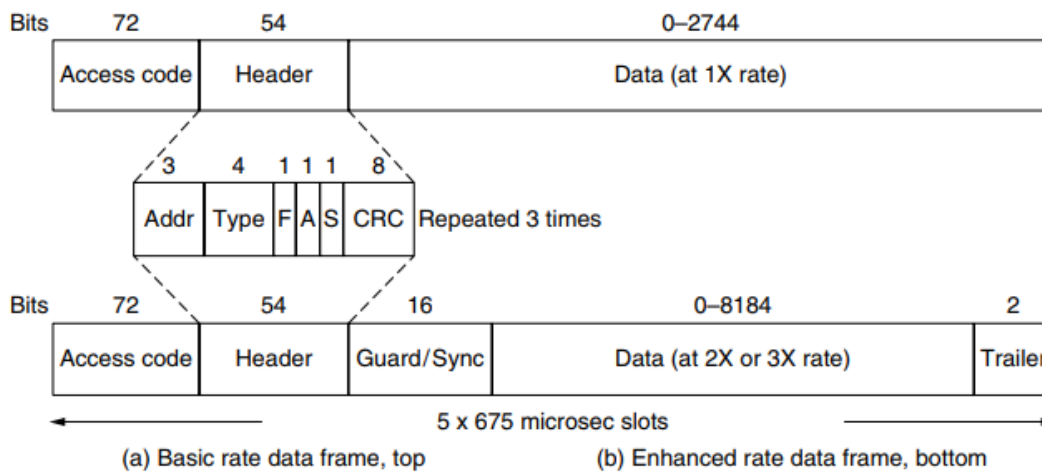 Bits 72 54 0–2744
Access code Header Data (at 1X rate)
3 4 1 1 1 8
Addr Type F A S CRC Repeated 3 times
Bits 72 54 16 0–8184 2
Access code Header Guard/Sync Data (at 2X or 3X rate) Trailer
5 x 675 microsec slots
(a) Basic rate data frame, top (b) Enhanced rate data frame, bottom